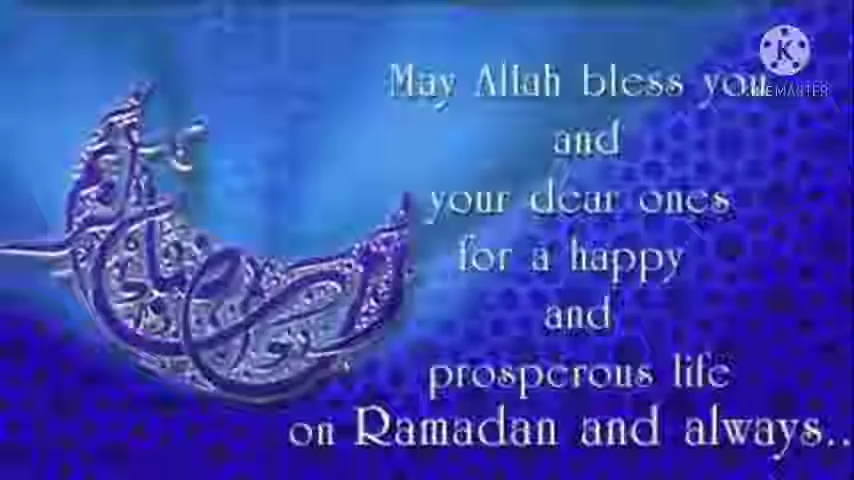 May Allah bless you
and
your dear ones
for a happy
and
prosperous life
on Ramadan and always..
K